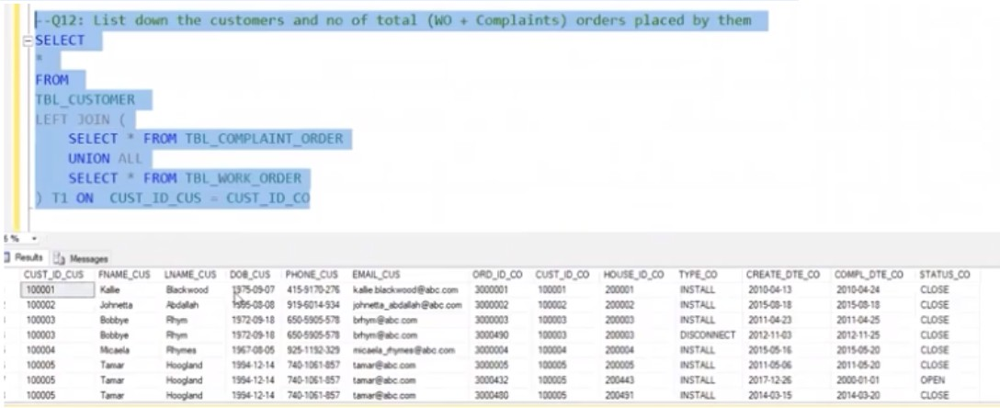 --Q12: List down the customers and no of total (WO + Complaints) orders placed by them
SELECT
*
FROM
TBL_CUSTOMER
LEFT JOIN (
SELECT * FROM TBL_COMPLAINT_ORDER
UNION ALL
SELECT * FROM TBL_WORK_ORDER
) T1 ON CUST_ID_CUS = CUST_ID_CO
%
Results Messages
CUST_ID_CUS FNAME_CUS LNAME_CUS DOB_CUS PHONE_CUS EMAIL_CUS ORD_ID_CO CUST_ID_CO HOUSE_ID_CO TYPE_CO CREATE_DTE_CO COMPL_DTE_CO STATUS_CO
100001 Kallie Blackwood 1975-09-07 415-9170-276 kallie.blackwood@abc.com 3000001 100001 200001 INSTALL 2010-04-13 2010-04-24 CLOSE
100002 Johnetta Abdallah 1995-08-08 919-6014-934 johnetta_abdallah@abc.com 3000002 100002 200002 INSTALL 2015-08-18 2015-08-18 CLOSE
100003 Bobbye Rhym 1972-09-18 650-5905-578 brhym@abc.com 3000003 100003 200003 INSTALL 2011-04-23 2011-04-25 CLOSE
100003 Bobbye Rhym 1972-09-18 650-5905-578 brhym@abc.com 3000490 100003 200003 DISCONNECT 2012-11-03 2012-11-25 CLOSE
100004 Micaela Rhymes 1967-08-05 925-1192-329 micaela_rhymes@abc.com 3000004 100004 200004 INSTALL 2015-05-16 2015-05-20 CLOSE
100005 Tamar Hoogland 1994-12-14 740-1061-857 tamar@abc.com 3000005 100005 200005 INSTALL 2011-05-06 2011-05-20 CLOSE
100005 Tamar Hoogland 1994-12-14 740-1061-857 tamar@abc.com 3000432 100005 200443 INSTALL 2017-12-26 2000-01-01 OPEN
100005 Tamar Hoogland 1994-12-14 740-1061-857 tamar@abc.com 3000480 100005 200491 INSTALL 2014-03-15 2014-03-20 CLOSE